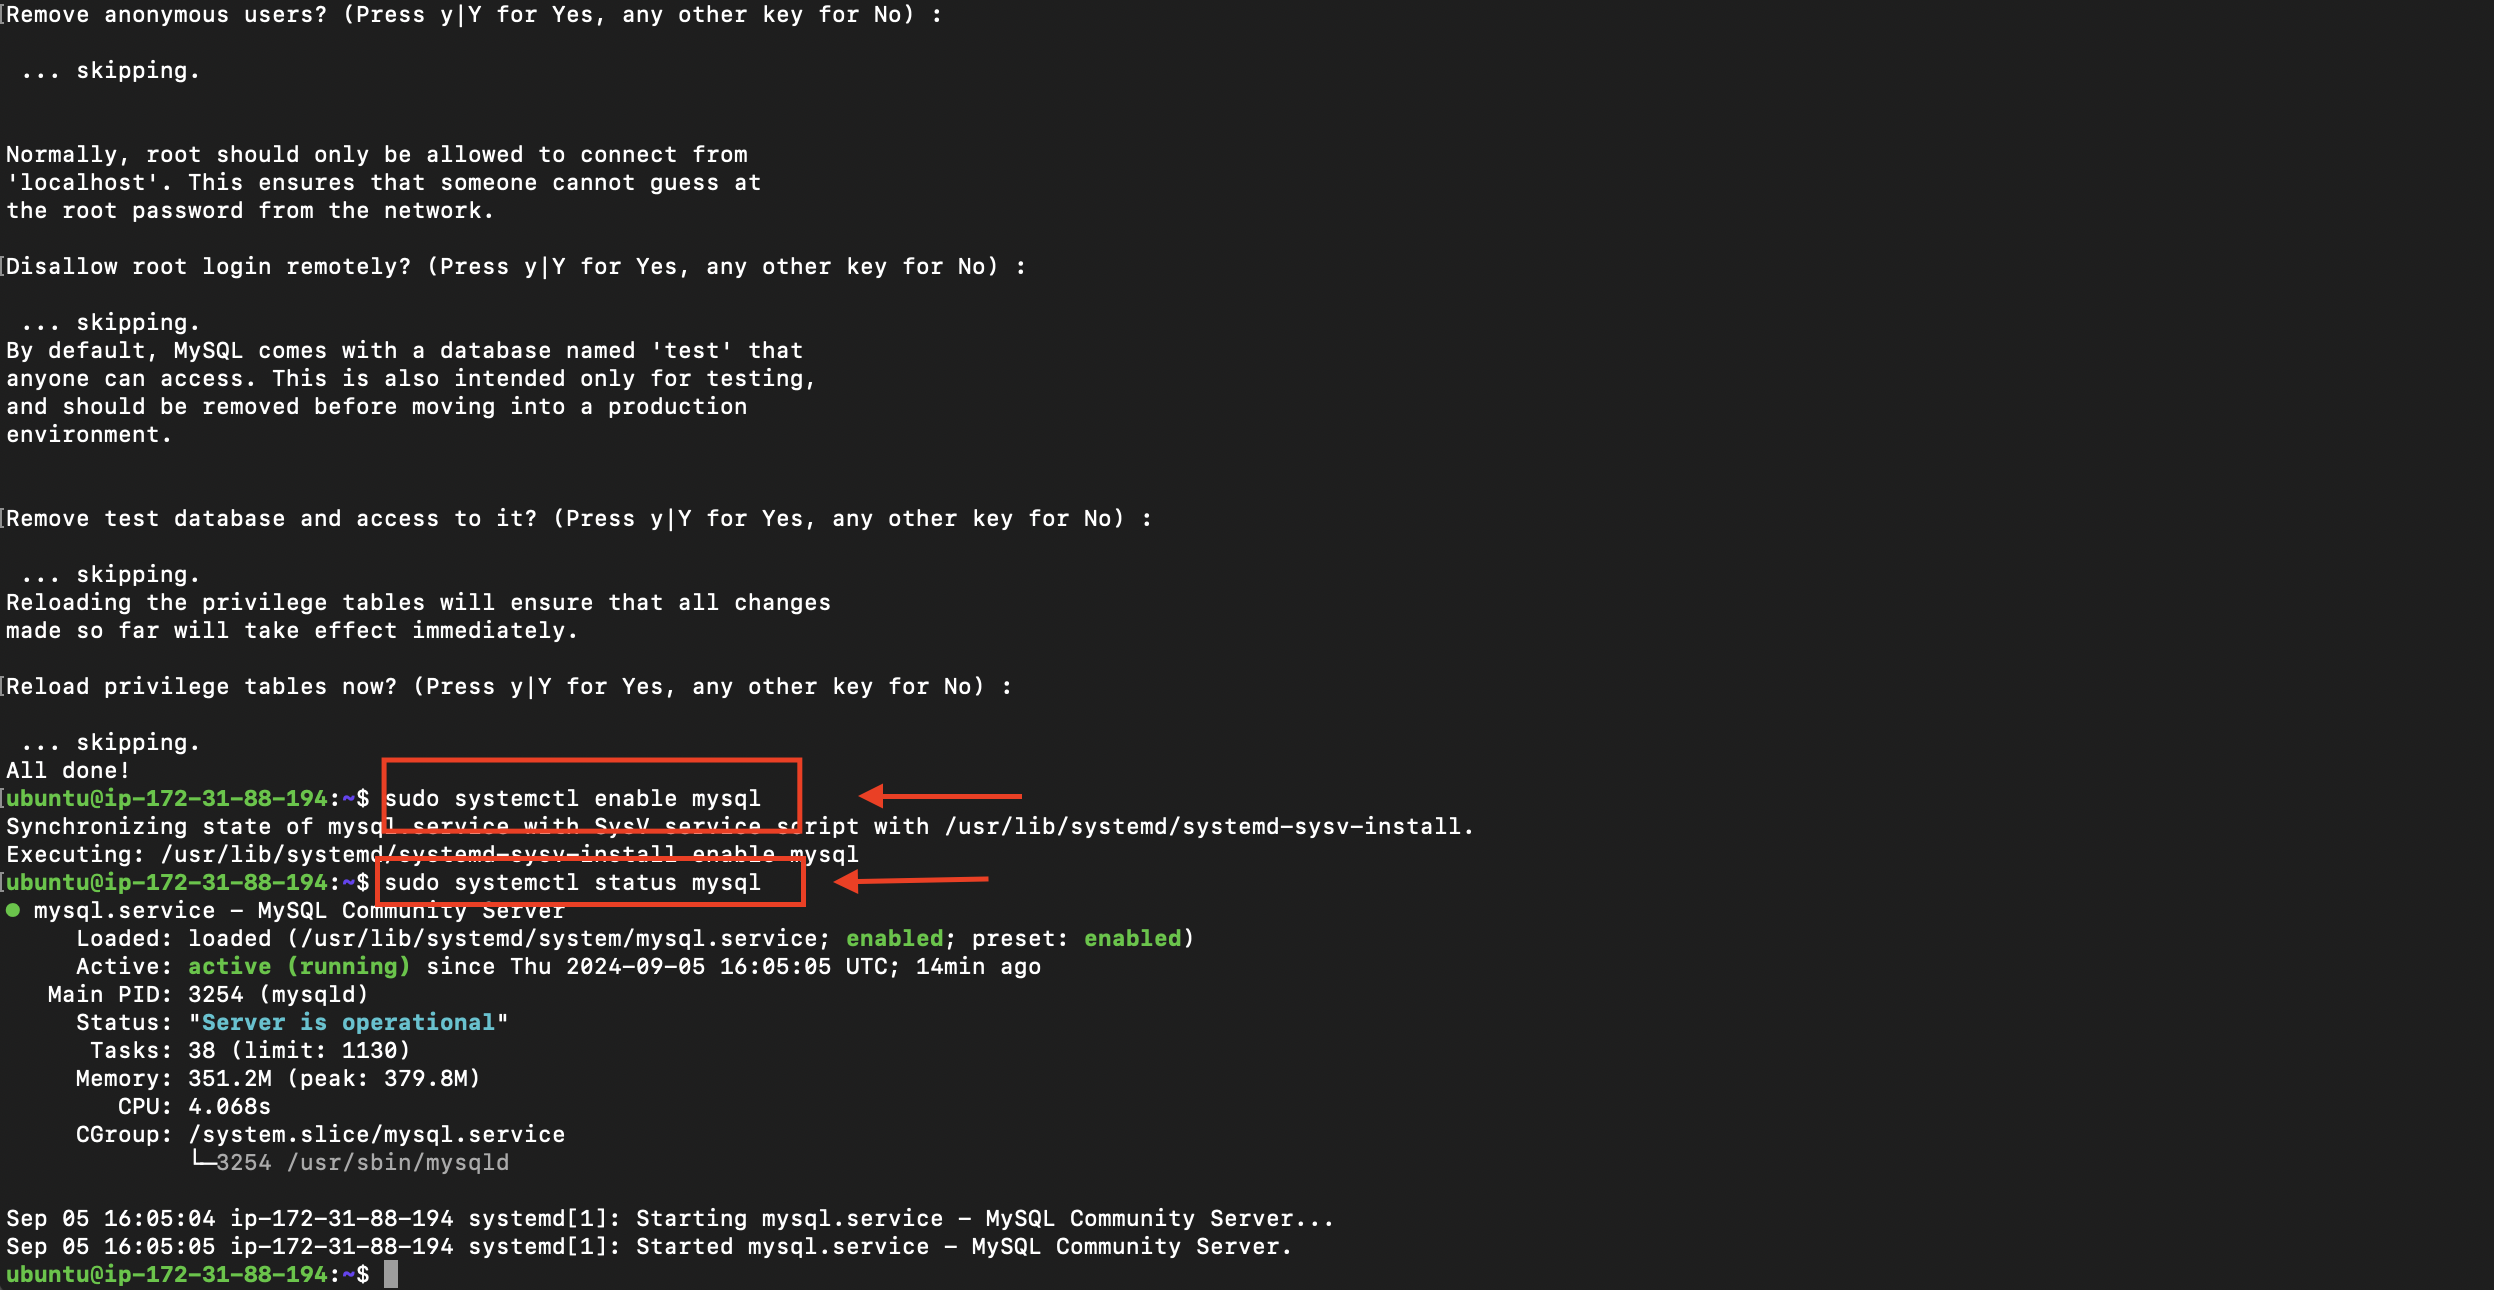 Remove anonymous users? (Press y|Y for Yes, any other key for No) :
... skipping.
Normally, root should only be allowed to connect from
'localhost'. This ensures that someone cannot guess at
the root password from the network.
Disallow root login remotely? (Press y|Y for Yes, any other key for No) :
... skipping.
By default, MySQL comes with a database named 'test' that
anyone can access. This is also intended only for testing,
and should be removed before moving into a production
environment.
Remove test database and access to it? (Press y|Y for Yes, any other key for No) :
... skipping.
Reloading the privilege tables will ensure that all changes
made so far will take effect immediately.
Reload privilege tables now? (Press y|Y for Yes, any other key for No) :
... skipping.
All done!
ubuntu@ip-172-31-88-194:~$ sudo systemctl enable mysql
Synchronizing state of mysql.service with SysV service script with /usr/lib/systemd/systemd-sysv-install.
Executing: /usr/lib/systemd/systemd-sysv-install enable mysql
ubuntu@ip-172-31-88-194:~$ sudo systemctl status mysql
● mysql.service - MySQL Community Server
Loaded: loaded (/usr/lib/systemd/system/mysql.service; enabled; preset: enabled)
Active: active (running) since Thu 2024-09-05 16:05:05 UTC; 14min ago
Main PID: 3254 (mysqld)
Status: "Server is operational"
Tasks: 38 (limit: 1130)
Memory: 351.2M (peak: 379.8M)
CPU: 4.068s
CGroup: /system.slice/mysql.service
└─3254 /usr/sbin/mysqld
Sep 05 16:05:04 ip-172-31-88-194 systemd[1]: Starting mysql.service - MySQL Community Server...
Sep 05 16:05:05 ip-172-31-88-194 systemd[1]: Started mysql.service - MySQL Community Server.
ubuntu@ip-172-31-88-194:~$